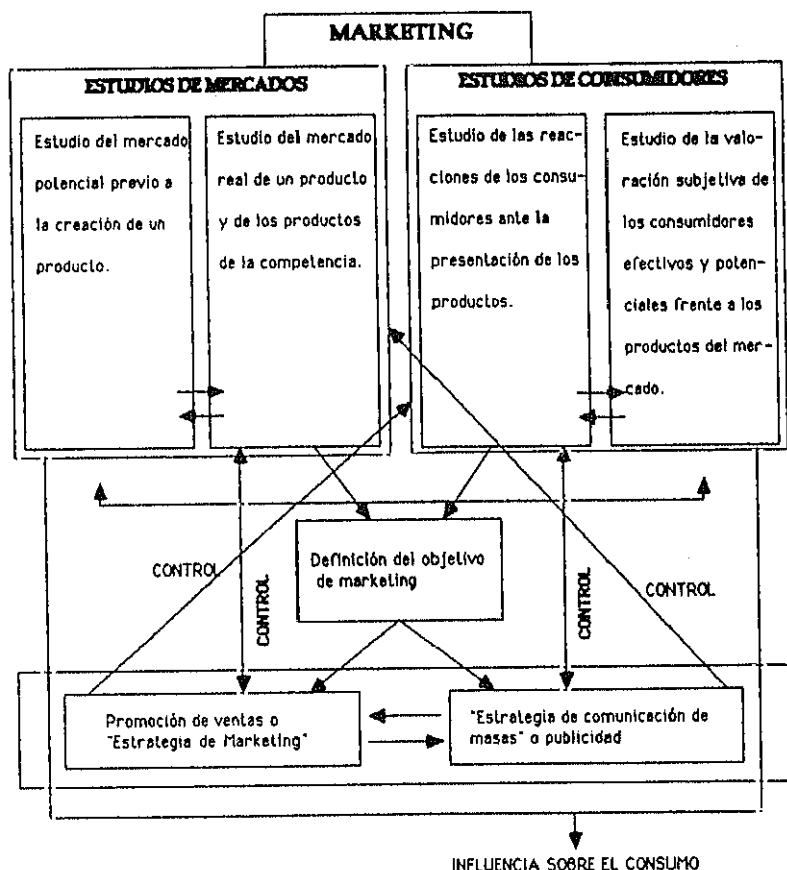 MARKETING
ESTUDIOS DE MERCADOS
Estudio del mercado
potencial previo a
la creación de un
producto.
Estudio del mercado
real de un producto
y de los productos
de la competencia.
ESTUDIOS DE CONSUMIDORES
Estudio de las reac-
ciones de los consu-
midores ante la
presentación de los
productos.
Estudio de la valo-
ración subjetiva de
los consumidores
efectivos y poten-
ciales frente a los
productos del mer-
cado.
Definición del objetivo
de marketing
CONTROL
CONTROL
CONTROL
CONTROL
Promoción de ventas o
"Estrategia de Marketing"
"Estrategia de comunicación de
masas" o publicidad
INFLUENCIA SOBRE EL CONSUMO